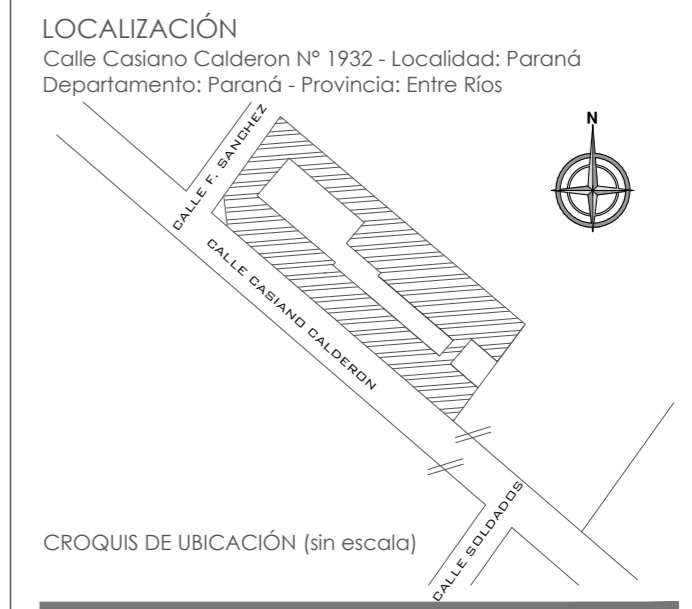 LOCALIZACIÓN
Calle Casiano Calderon N° 1932 - Localidad: Paraná
Departamento: Paraná - Provincia: Entre Ríos
N
CALLE F. SANCHEZ
CALLE CASIANO CALDERON
CALLE SOLDADOS
CROQUIS DE UBICACIÓN (sin escala)